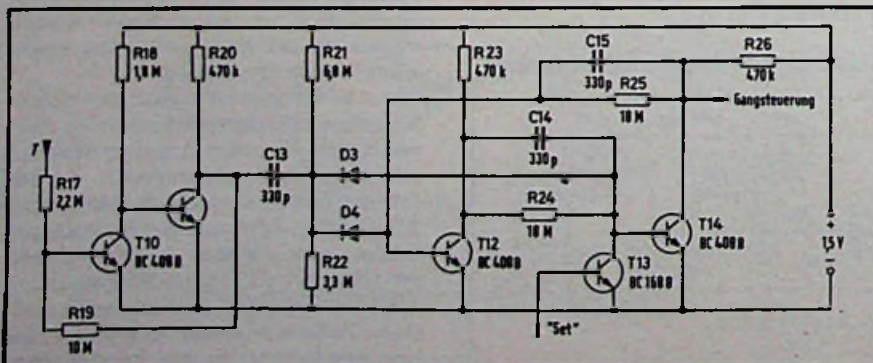 R18
1,8 M
R20
470 k
R21
6,8 M
R23
470 k
C15
330 p
R26
470 k
R25
10 M
Gangsteuerung
C14
330 p
T
R17
2,2 M
C13
330 p
D3
R24
10 M
D4
T10
BC 408 B
T12
BC 408 B
T14
BC 408 B
+
1,5 V
−
R22
3,3 M
T13
BC 168 B
R19
10 M
"Set"